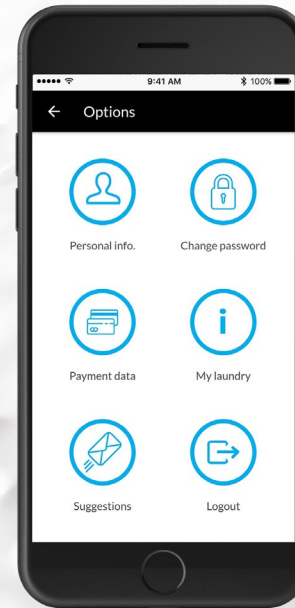 9:41 AM
100%
Options
Personal info.
Change password
Payment data
My laundry
Suggestions
Logout